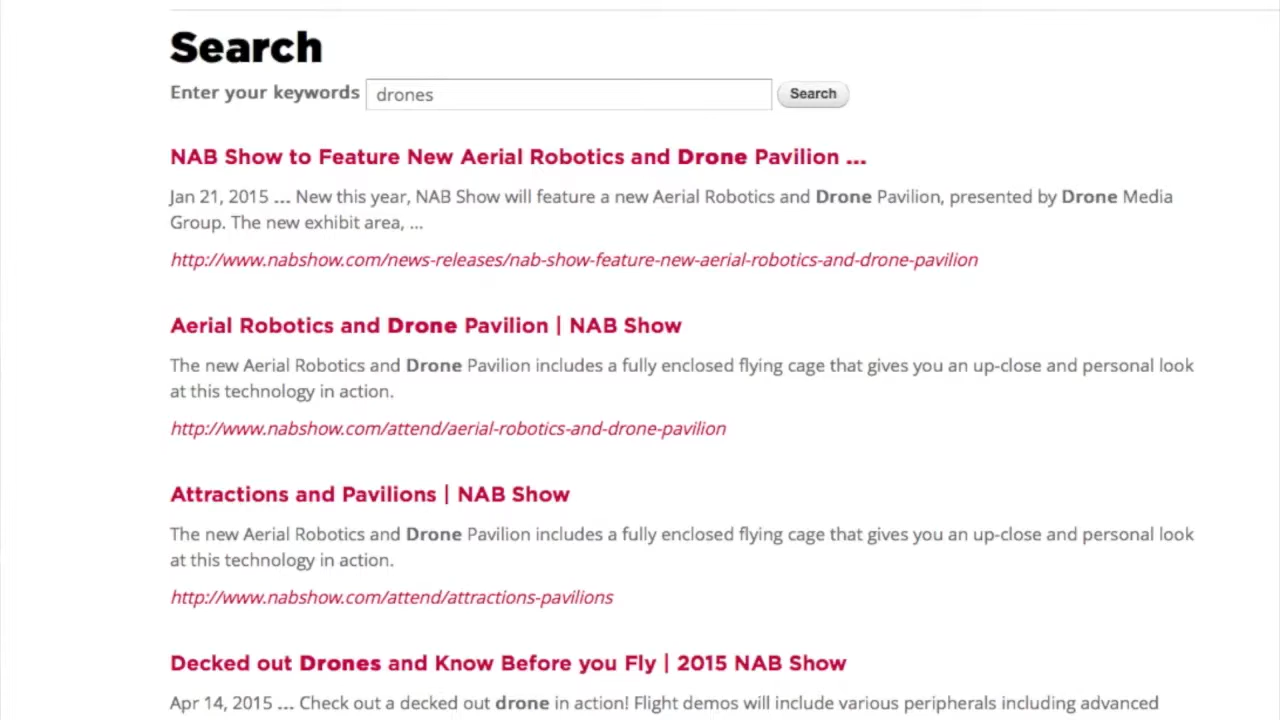 Search
Enter your keywords drones Search
NAB Show to Feature New Aerial Robotics and Drone Pavilion ...
Jan 21, 2015 ... New this year, NAB Show will feature a new Aerial Robotics and Drone Pavilion, presented by Drone Media
Group. The new exhibit area, ...
http://www.nabshow.com/news-releases/nab-show-feature-new-aerial-robotics-and-drone-pavilion
Aerial Robotics and Drone Pavilion | NAB Show
The new Aerial Robotics and Drone Pavilion includes a fully enclosed flying cage that gives you an up-close and personal look
at this technology in action.
http://www.nabshow.com/attend/aerial-robotics-and-drone-pavilion
Attractions and Pavilions | NAB Show
The new Aerial Robotics and Drone Pavilion includes a fully enclosed flying cage that gives you an up-close and personal look
at this technology in action.
http://www.nabshow.com/attend/attractions-pavilions
Decked out Drones and Know Before you Fly | 2015 NAB Show
Apr 14, 2015 ... Check out a decked out drone in action! Flight demos will include various peripherals including advanced